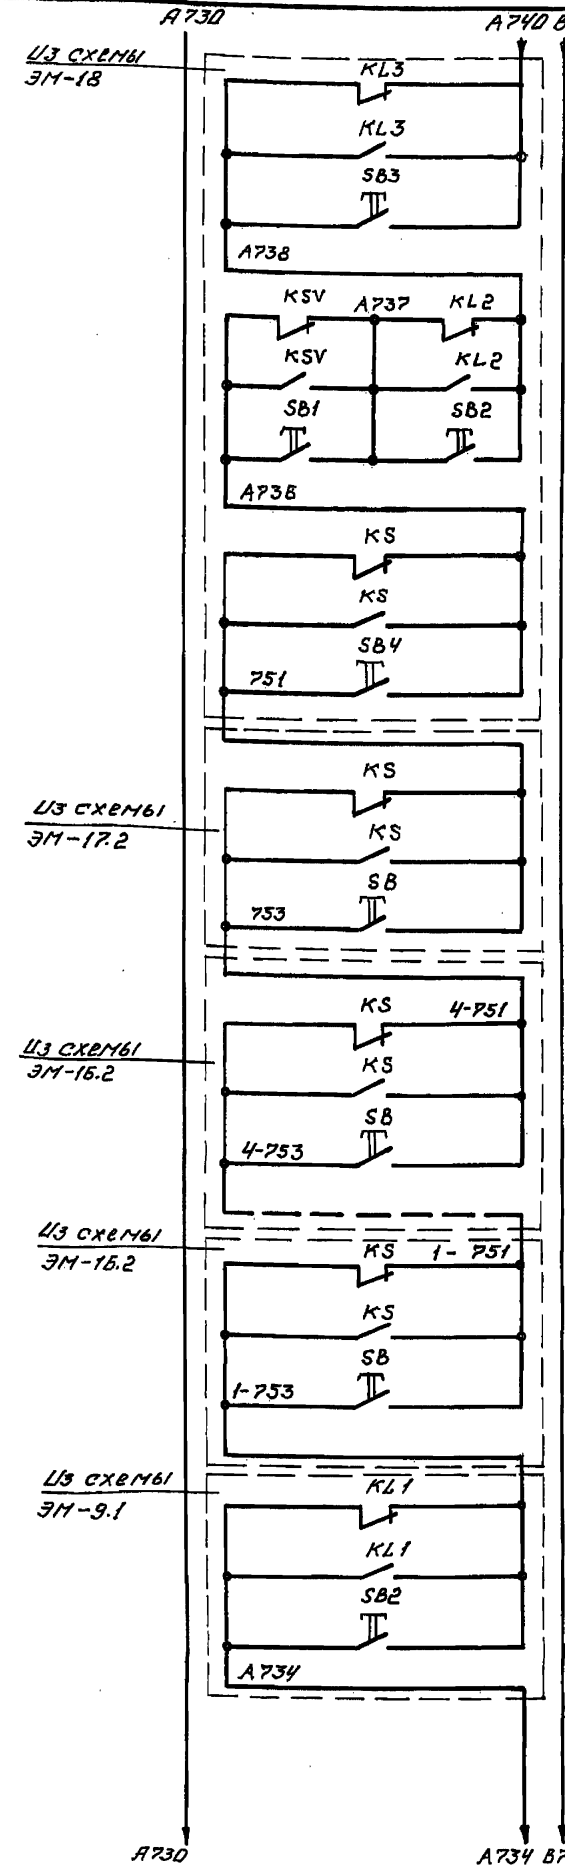 А730
А740 В
Из схемы
ЭМ-18
KL3
KL3
SB3
А738
KSV
А737
KL2
KSV
KL2
SB1
SB2
А736
KS
KS
SB4
751
KS
Из схемы
ЭМ-17.2
KS
SB
753
KS
4-751
Из схемы
ЭМ-16.2
KS
SB
4-753
Из схемы
ЭМ-16.2
KS
1-751
KS
SB
1-753
Из схемы
ЭМ-9.1
KL1
KL1
SB2
А734
А730
А734 В7